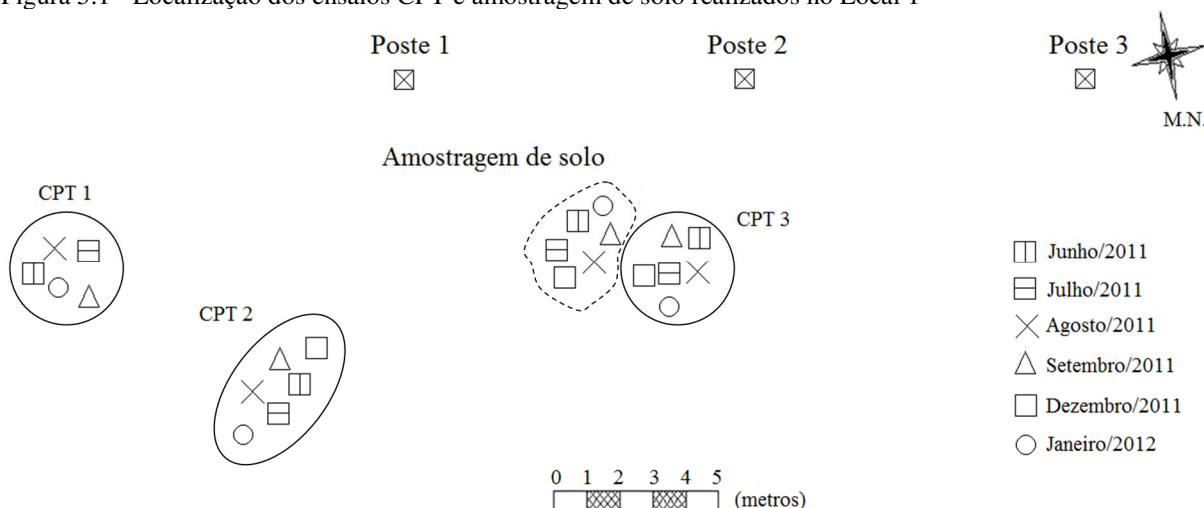 Figura 3.1 - Localização dos ensaios CPT e amostragem de solo realizados no Local 1
Poste 1
Poste 2
Poste 3
M.N.
Amostragem de solo
CPT 1
CPT 3
CPT 2
Junho/2011
Julho/2011
Agosto/2011
Setembro/2011
Dezembro/2011
Janeiro/2012
0 1 2 3 4 5
(metros)